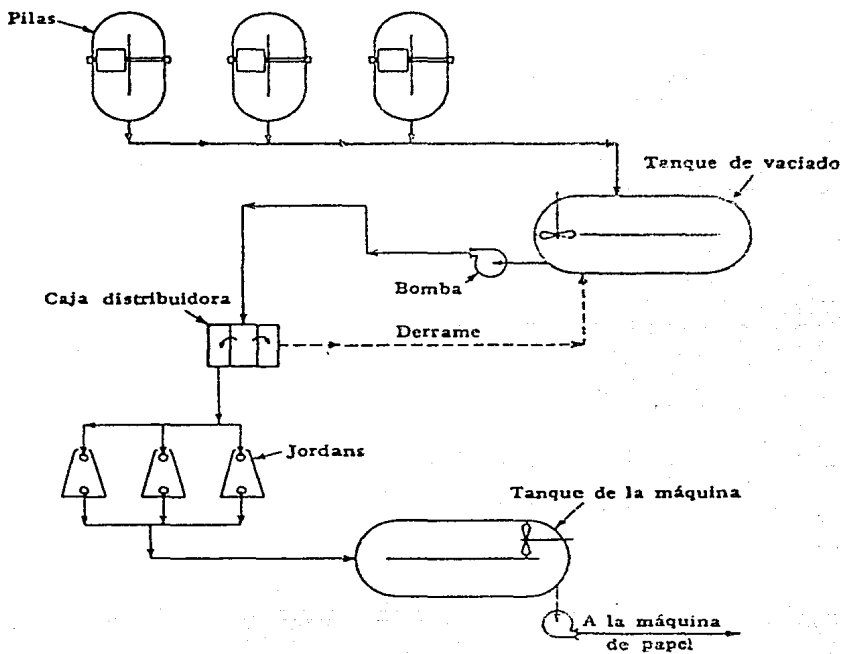 Pilas
Tanque de vaciado
Bomba
Caja distribuidora
Derrame
Jordans
Tanque de la máquina
A la máquina
de papel